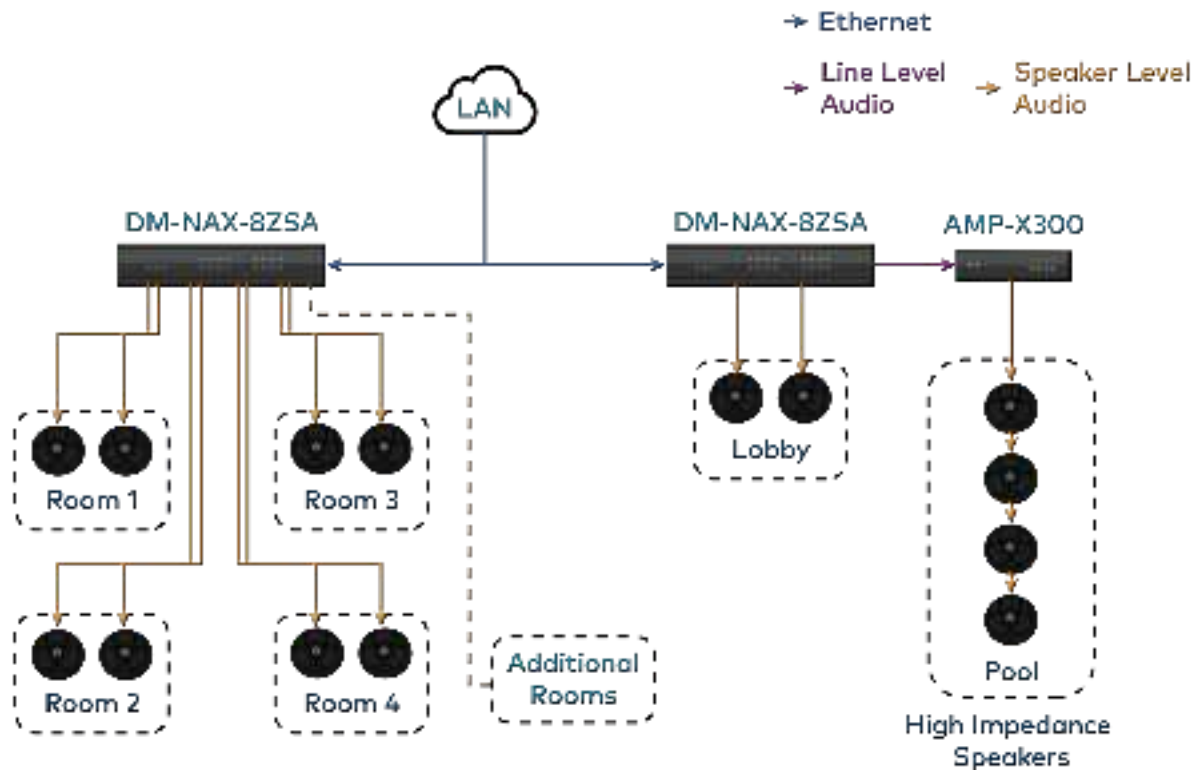 Ethernet
Line Level
Audio
Speaker Level
Audio
LAN
DM-NAX-8ZSA
DM-NAX-8ZSA
AMP-X300
Room 1
Room 3
Lobby
Room 2
Room 4
Additional
Rooms
Pool
High Impedance
Speakers